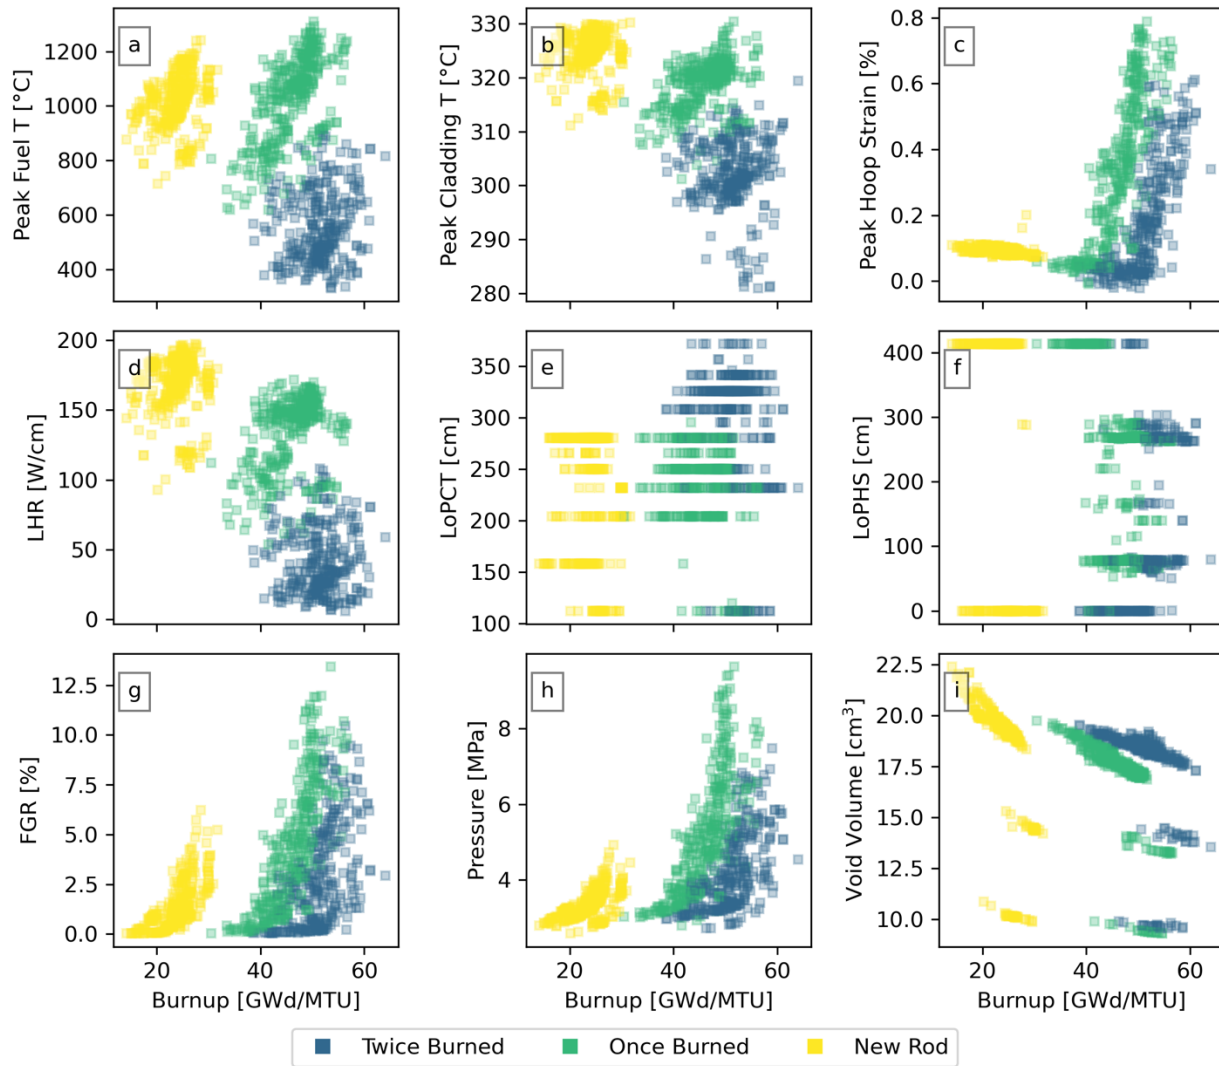 a
Peak Fuel T [°C]
1200
1000
800
600
400
b
Peak Cladding T [°C]
330
320
310
300
290
280
c
Peak Hoop Strain [%]
0.8
0.6
0.4
0.2
0.0
d
LHR [W/cm]
200
150
100
50
0
e
LoPCT [cm]
350
300
250
200
150
100
f
LoPHS [cm]
400
300
200
100
0
g
FGR [%]
12.5
10.0
7.5
5.0
2.5
0.0
20 40 60
Burnup [GWd/MTU]
h
Pressure [MPa]
8
6
4
20 40 60
Burnup [GWd/MTU]
i
Void Volume [cm³]
22.5
20.0
17.5
15.0
12.5
10.0
20 40 60
Burnup [GWd/MTU]
Twice Burned Once Burned New Rod